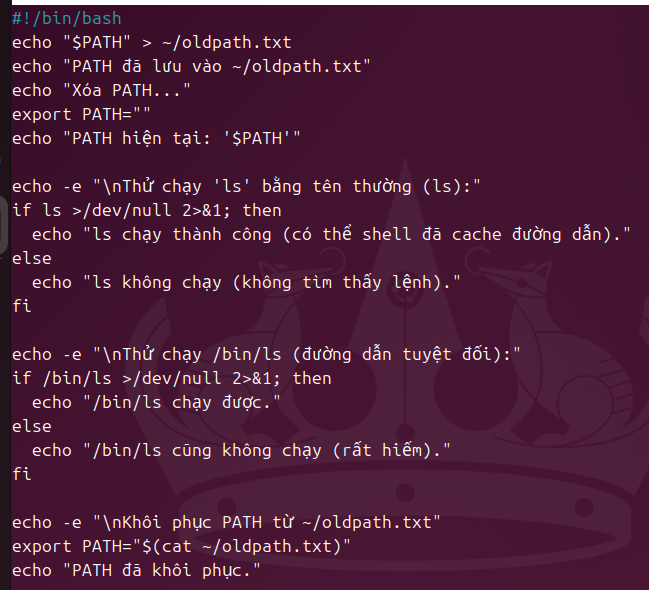 #!/bin/bash
echo "$PATH" > ~/oldpath.txt
echo "PATH đã lưu vào ~/oldpath.txt"
echo "Xóa PATH..."
export PATH=""
echo "PATH hiện tại: '$PATH'"

echo -e "\nThử chạy 'ls' bằng tên thường (ls):"
if ls >/dev/null 2>&1; then
  echo "ls chạy thành công (có thể shell đã cache đường dẫn)."
else
  echo "ls không chạy (không tìm thấy lệnh)."
fi

echo -e "\nThử chạy /bin/ls (đường dẫn tuyệt đối):"
if /bin/ls >/dev/null 2>&1; then
  echo "/bin/ls chạy được."
else
  echo "/bin/ls cũng không chạy (rất hiếm)."
fi

echo -e "\nKhôi phục PATH từ ~/oldpath.txt"
export PATH="$(cat ~/oldpath.txt)"
echo "PATH đã khôi phục."